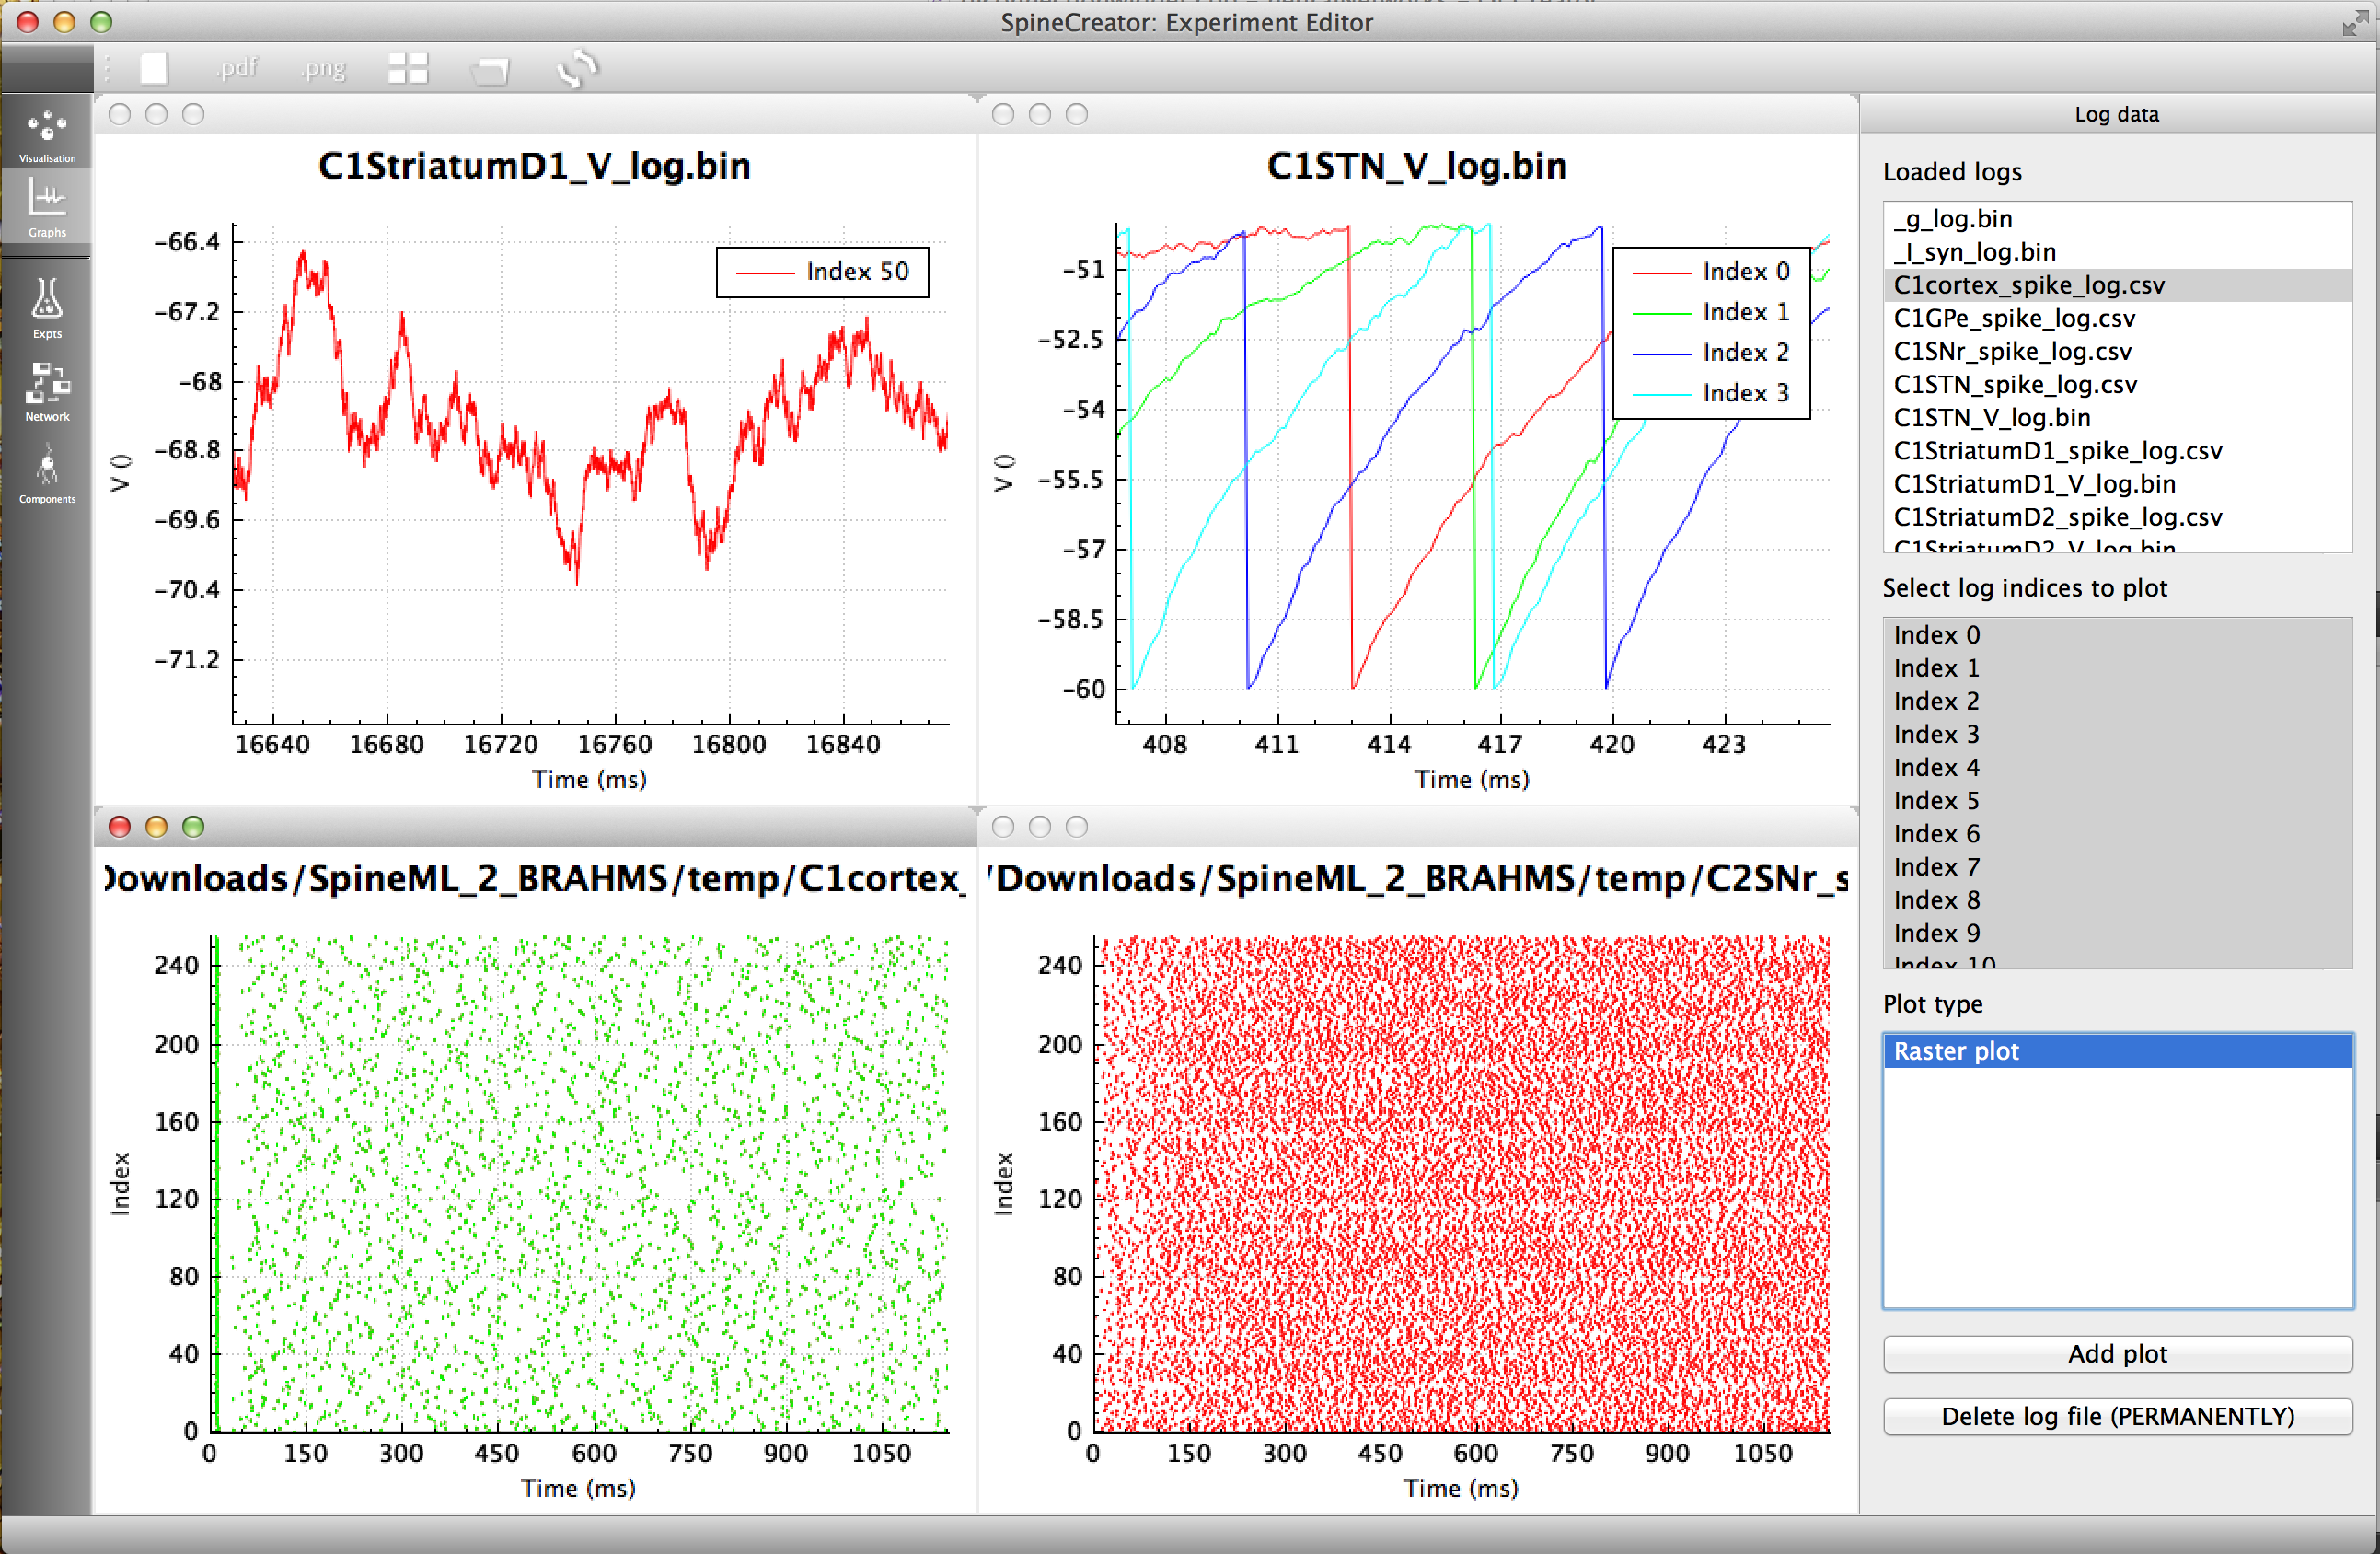 SpineCreator: Experiment Editor
.pdf
.png
Visualisation
Graphs
Expts
Network
Components
C1StriatumD1_V_log.bin
Index 50
-66.4
-67.2
-68
-68.8
-69.6
-70.4
-71.2
V ()
16640 16680 16720 16760 16800 16840
Time (ms)
C1STN_V_log.bin
Index 0
Index 1
Index 2
Index 3
-51
-52.5
-54
-55.5
-57
-58.5
-60
V ()
408 411 414 417 420 423
Time (ms)
Downloads/SpineML_2_BRAHMS/temp/C1cortex_
240
200
160
120
80
40
0
Index
0 150 300 450 600 750 900 1050
Time (ms)
/Downloads/SpineML_2_BRAHMS/temp/C2SNr_s
240
200
160
120
80
40
0
Index
0 150 300 450 600 750 900 1050
Time (ms)
Log data
Loaded logs
_g_log.bin
_I_syn_log.bin
C1cortex_spike_log.csv
C1GPe_spike_log.csv
C1SNr_spike_log.csv
C1STN_spike_log.csv
C1STN_V_log.bin
C1StriatumD1_spike_log.csv
C1StriatumD1_V_log.bin
C1StriatumD2_spike_log.csv
C1StriatumD2_V_log.bin
Select log indices to plot
Index 0
Index 1
Index 2
Index 3
Index 4
Index 5
Index 6
Index 7
Index 8
Index 9
Index 10
Plot type
Raster plot
Add plot
Delete log file (PERMANENTLY)